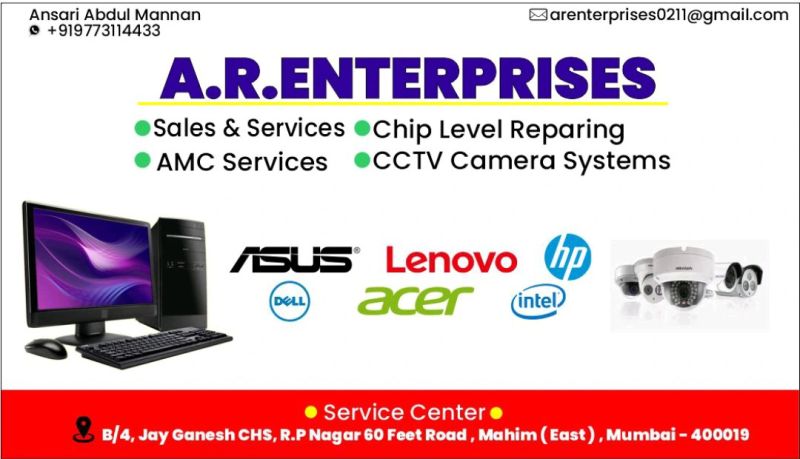 Ansari Abdul Mannan
+919773114433
arenterprises0211@gmail.com
A.R.ENTERPRISES
Sales & Services
Chip Level Reparing
AMC Services
CCTV Camera Systems
ASUS®
Lenovo
hp
DELL
acer
intel
HIKVISION
Service Center
B/4, Jay Ganesh CHS, R.P Nagar 60 Feet Road , Mahim ( East ) , Mumbai - 400019